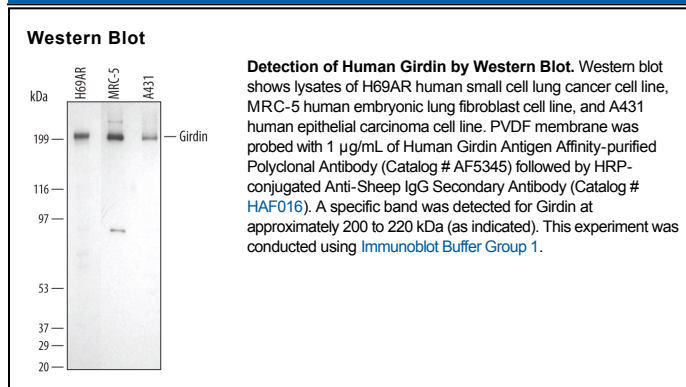 Western Blot
H69AR
MRC-5
A431
kDa
199
Girdin
116
97
53
37
29
20
Detection of Human Girdin by Western Blot. Western blot
shows lysates of H69AR human small cell lung cancer cell line,
MRC-5 human embryonic lung fibroblast cell line, and A431
human epithelial carcinoma cell line. PVDF membrane was
probed with 1 µg/mL of Human Girdin Antigen Affinity-purified
Polyclonal Antibody (Catalog # AF5345) followed by HRP-
conjugated Anti-Sheep IgG Secondary Antibody (Catalog #
HAF016). A specific band was detected for Girdin at
approximately 200 to 220 kDa (as indicated). This experiment was
conducted using Immunoblot Buffer Group 1.